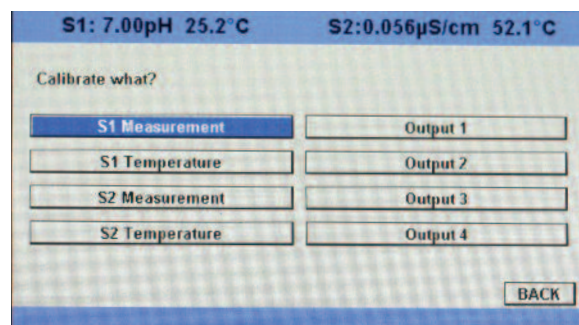 S1: 7.00pH 25.2°C S2:0.056µS/cm 52.1°C
Calibrate what?
S1 Measurement Output 1
S1 Temperature Output 2
S2 Measurement Output 3
S2 Temperature Output 4
BACK